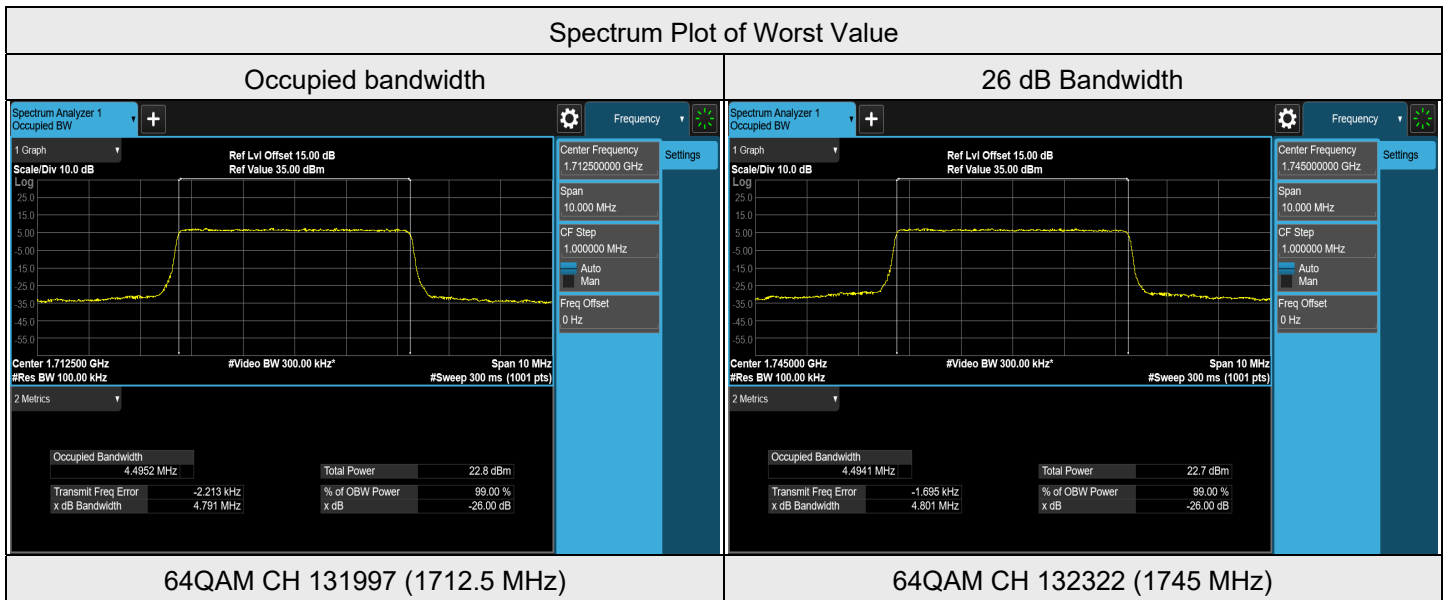 Spectrum Plot of Worst Value
Occupied bandwidth
26 dB Bandwidth
Spectrum Analyzer 1
Occupied BW
+
Frequency
1 Graph
Ref Lvl Offset 15.00 dB
Scale/Div 10.0 dB
Ref Value 35.00 dBm
Log
25.0
15.0
5.00
-5.00
-15.0
-25.0
-35.0
-45.0
-55.0
Center 1.712500 GHz
#Video BW 300.00 kHz*
Span 10 MHz
#Res BW 100.00 kHz
#Sweep 300 ms (1001 pts)
Center Frequency
1.712500000 GHz
Settings
Span
10.000 MHz
CF Step
1.000000 MHz
Auto
Man
Freq Offset
0 Hz
2 Metrics
Occupied Bandwidth
4.4952 MHz
Total Power 22.8 dBm
Transmit Freq Error -2.213 kHz
% of OBW Power 99.00 %
x dB Bandwidth 4.791 MHz
x dB -26.00 dB
Spectrum Analyzer 1
Occupied BW
+
Frequency
1 Graph
Ref Lvl Offset 15.00 dB
Scale/Div 10.0 dB
Ref Value 35.00 dBm
Log
25.0
15.0
5.00
-5.00
-15.0
-25.0
-35.0
-45.0
-55.0
Center 1.745000 GHz
#Video BW 300.00 kHz*
Span 10 MHz
#Res BW 100.00 kHz
#Sweep 300 ms (1001 pts)
Center Frequency
1.745000000 GHz
Settings
Span
10.000 MHz
CF Step
1.000000 MHz
Auto
Man
Freq Offset
0 Hz
2 Metrics
Occupied Bandwidth
4.4941 MHz
Total Power 22.7 dBm
Transmit Freq Error -1.695 kHz
% of OBW Power 99.00 %
x dB Bandwidth 4.801 MHz
x dB -26.00 dB
64QAM CH 131997 (1712.5 MHz)
64QAM CH 132322 (1745 MHz)